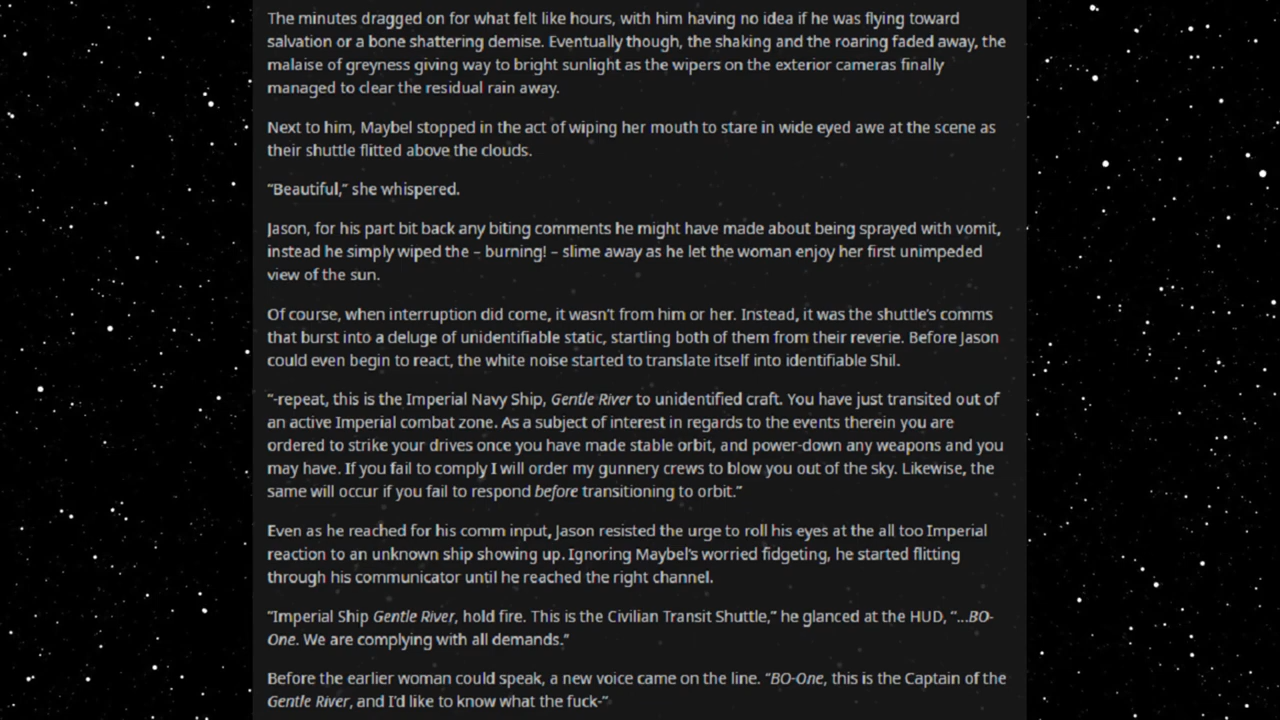 The minutes dragged on for what felt like hours, with him having no idea if he was flying toward
salvation or a bone shattering demise. Eventually though, the shaking and the roaring faded away, the
malaise of greyness giving way to bright sunlight as the wipers on the exterior cameras finally
managed to clear the residual rain away.
Next to him, Maybel stopped in the act of wiping her mouth to stare in wide eyed awe at the scene as
their shuttle flitted above the clouds.
“Beautiful,” she whispered.
Jason, for his part bit back any biting comments he might have made about being sprayed with vomit,
instead he simply wiped the – burning! – slime away as he let the woman enjoy her first unimpeded
view of the sun.
Of course, when interruption did come, it wasn’t from him or her. Instead, it was the shuttle’s comms
that burst into a deluge of unidentifiable static, startling both of them from their reverie. Before Jason
could even begin to react, the white noise started to translate itself into identifiable Shil.
“-repeat, this is the Imperial Navy Ship, Gentle River to unidentified craft. You have just transited out of
an active Imperial combat zone. As a subject of interest in regards to the events therein you are
ordered to strike your drives once you have made stable orbit, and power-down any weapons and you
may have. If you fail to comply I will order my gunnery crews to blow you out of the sky. Likewise, the
same will occur if you fail to respond before transitioning to orbit.”
Even as he reached for his comm input, Jason resisted the urge to roll his eyes at the all too Imperial
reaction to an unknown ship showing up. Ignoring Maybel’s worried fidgeting, he started flitting
through his communicator until he reached the right channel.
“Imperial Ship Gentle River, hold fire. This is the Civilian Transit Shuttle,” he glanced at the HUD, “…BO-
One. We are complying with all demands.”
Before the earlier woman could speak, a new voice came on the line. “BO-One, this is the Captain of the
Gentle River, and I’d like to know what the fuck-“